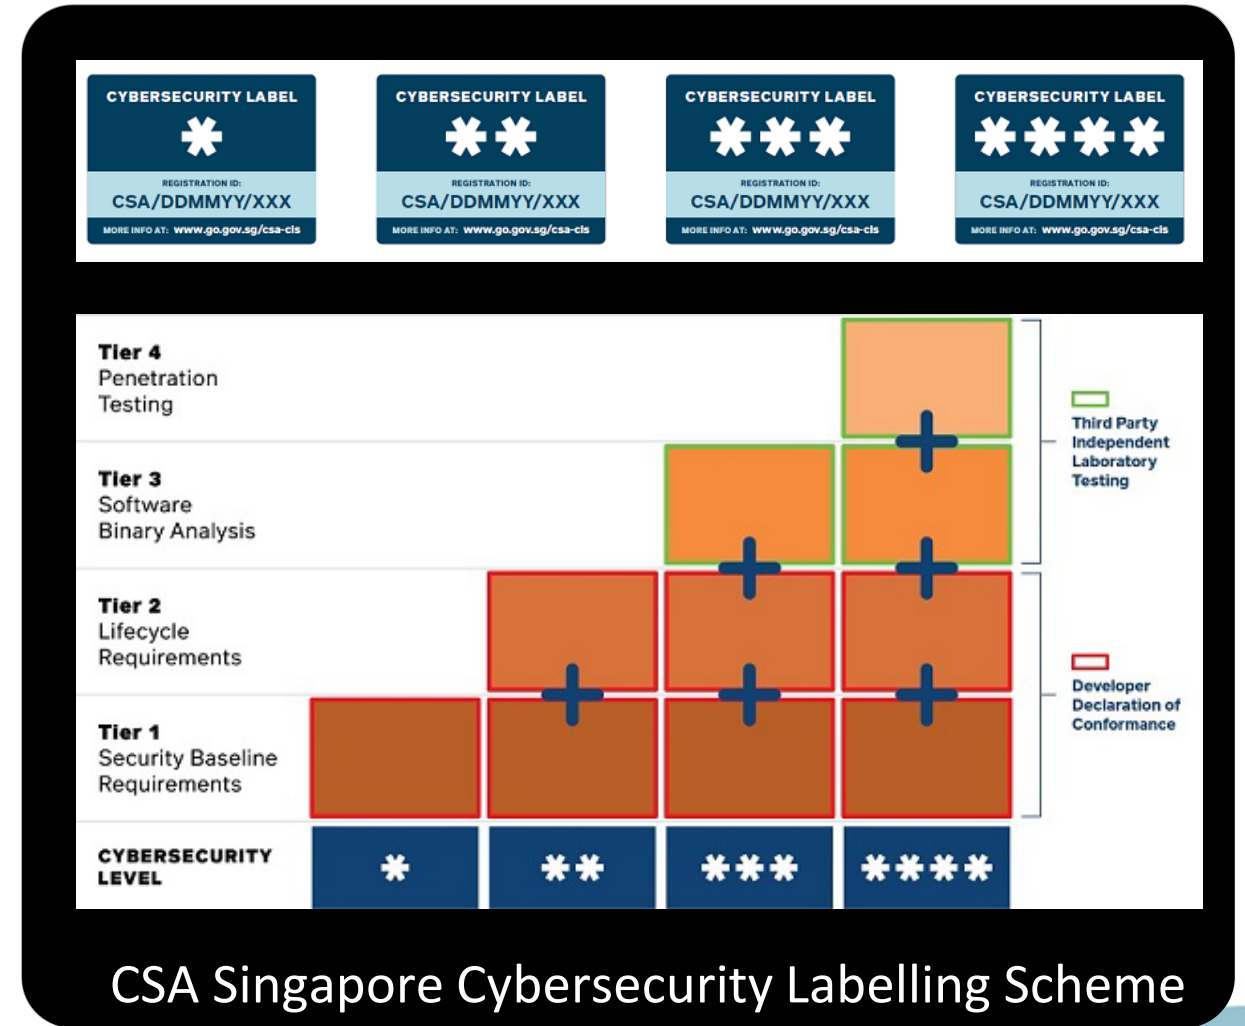 CYBERSECURITY LABEL
*
REGISTRATION ID:
CSA/DDMMYY/XXX
MORE INFO AT: www.go.gov.sg/csa-cls
CYBERSECURITY LABEL
**
REGISTRATION ID:
CSA/DDMMYY/XXX
MORE INFO AT: www.go.gov.sg/csa-cls
CYBERSECURITY LABEL
***
REGISTRATION ID:
CSA/DDMMYY/XXX
MORE INFO AT: www.go.gov.sg/csa-cls
CYBERSECURITY LABEL
****
REGISTRATION ID:
CSA/DDMMYY/XXX
MORE INFO AT: www.go.gov.sg/csa-cls
Tier 4
Penetration
Testing
Third Party
Independent
Laboratory
Testing
Tier 3
Software
Binary Analysis
Tier 2
Lifecycle
Requirements
Developer
Declaration of
Conformance
Tier 1
Security Baseline
Requirements
CYBERSECURITY
LEVEL
*
**
***
****
CSA Singapore Cybersecurity Labelling Scheme